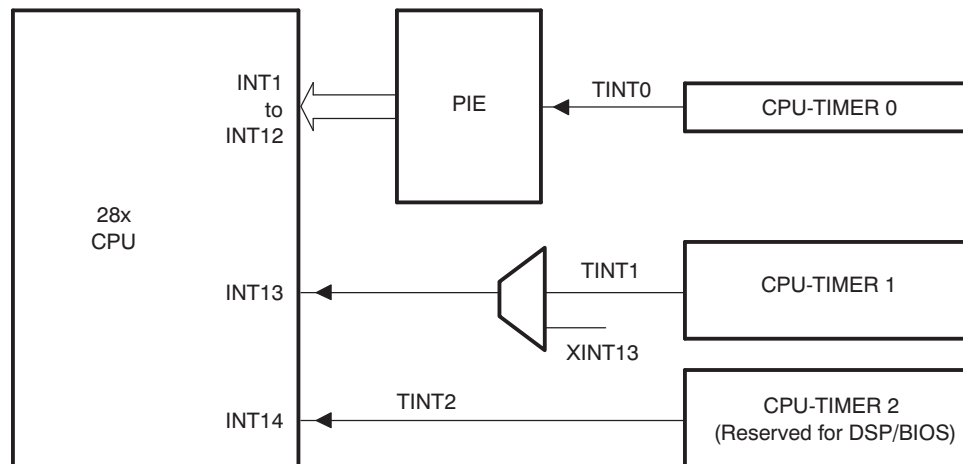 INT1
to
INT12
PIE
TINT0
CPU-TIMER 0
28x
CPU
INT13
TINT1
CPU-TIMER 1
XINT13
INT14
TINT2
CPU-TIMER 2
(Reserved for DSP/BIOS)